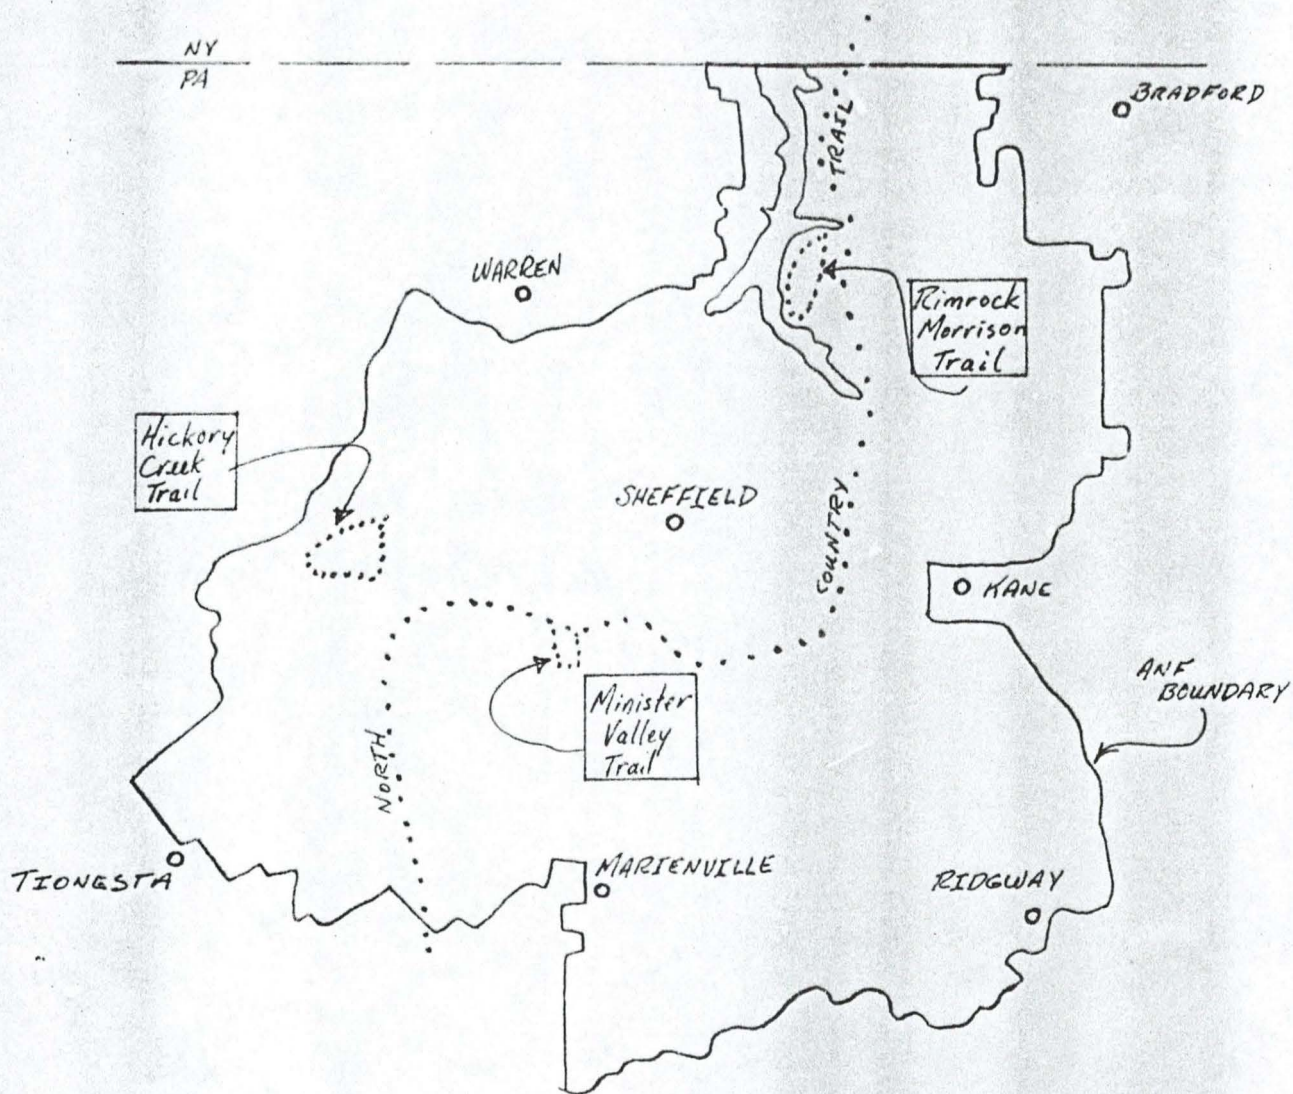 NY
PA
BRADFORD
TRAIL
WARREN
Rimrock
Morrison
Trail
Hickory
Creek
Trail
SHEFFIELD
COUNTRY
KANE
ANF
BOUNDARY
Minister
Valley
Trail
NORTH
TIONESTA
MARIENVILLE
RIDGWAY